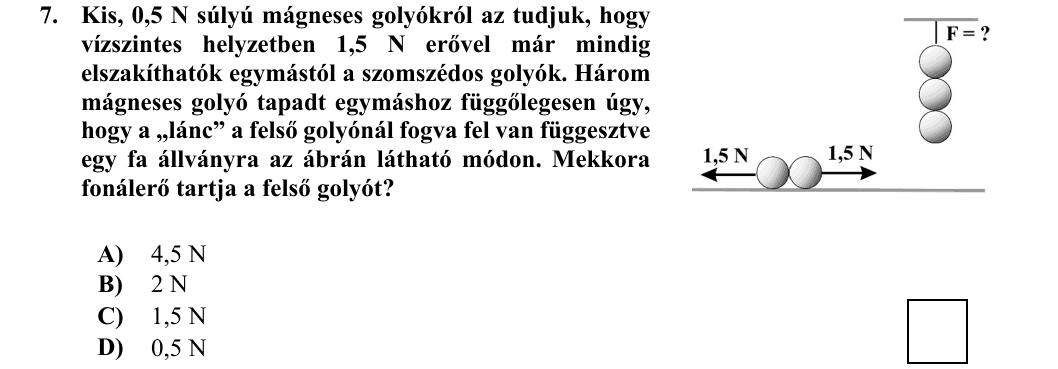 7. Kis, 0,5 N súlyú mágneses golyókról az tudjuk, hogy
vízszintes helyzetben 1,5 N erővel már mindig
elszakíthatók egymástól a szomszédos golyók. Három
mágneses golyó tapadt egymáshoz függőlegesen úgy,
hogy a „lánc” a felső golyónál fogva fel van függesztve
egy fa állványra az ábrán látható módon. Mekkora
fonálerő tartja a felső golyót?
F = ?
1,5 N
1,5 N
A) 4,5 N
B) 2 N
C) 1,5 N
D) 0,5 N